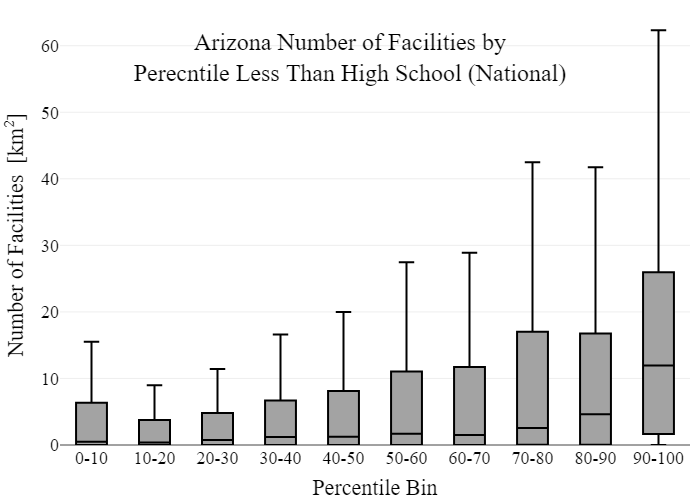 Arizona Number of Facilities by
Perecntile Less Than High School (National)
Number of Facilities [km²]
60
50
40
30
20
10
0
0-10 10-20 20-30 30-40 40-50 50-60 60-70 70-80 80-90 90-100
Percentile Bin